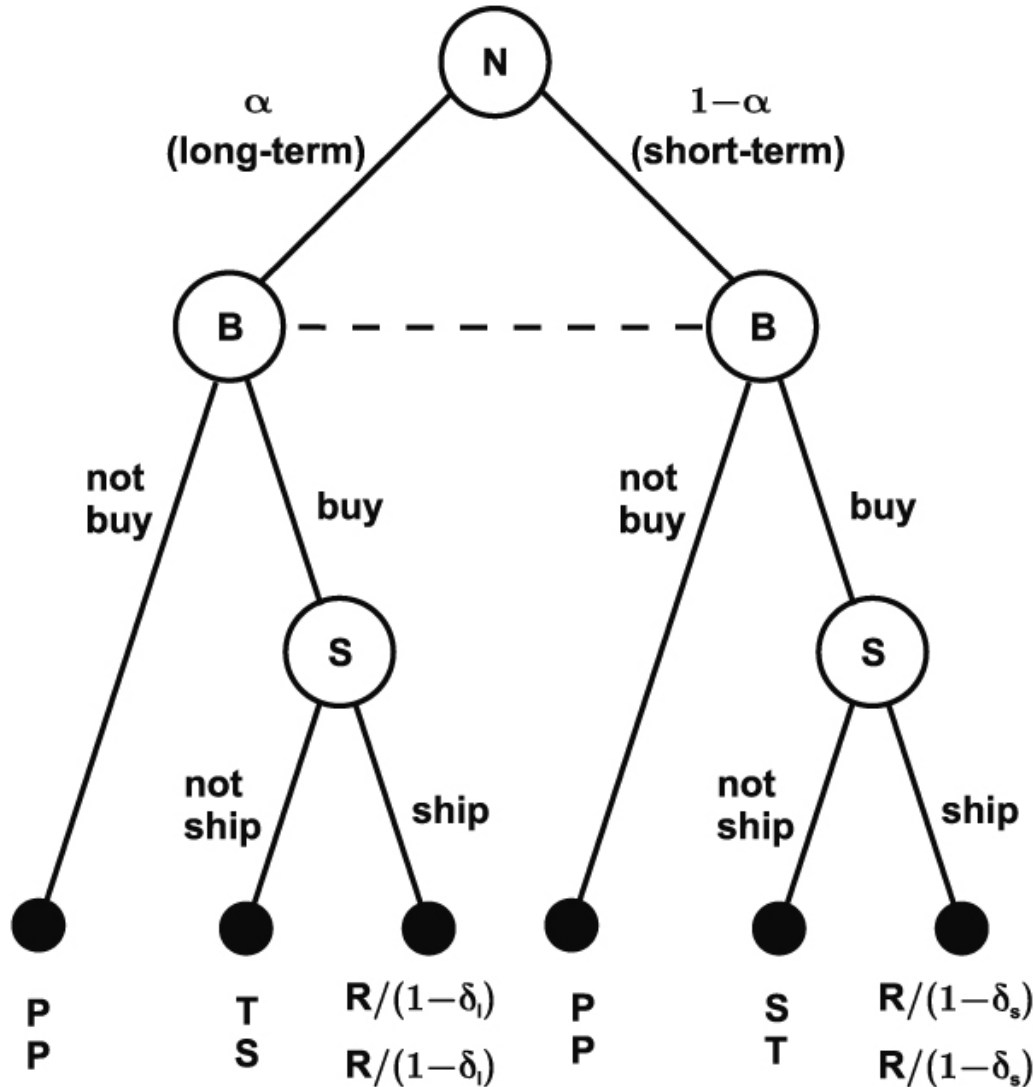 N
α
(long-term)
1−α
(short-term)
B
B
not
buy
buy
not
buy
buy
S
S
not
ship
ship
not
ship
ship
P
P
T
S
R/(1−δₗ)
R/(1−δₗ)
P
P
S
T
R/(1−δₛ)
R/(1−δₛ)